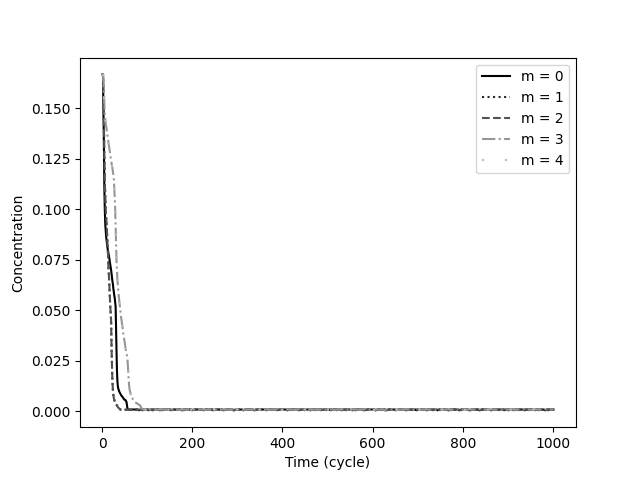 m = 0
m = 1
m = 2
m = 3
m = 4
0.150
0.125
0.100
0.075
0.050
0.025
0.000
Concentration
0 200 400 600 800 1000
Time (cycle)